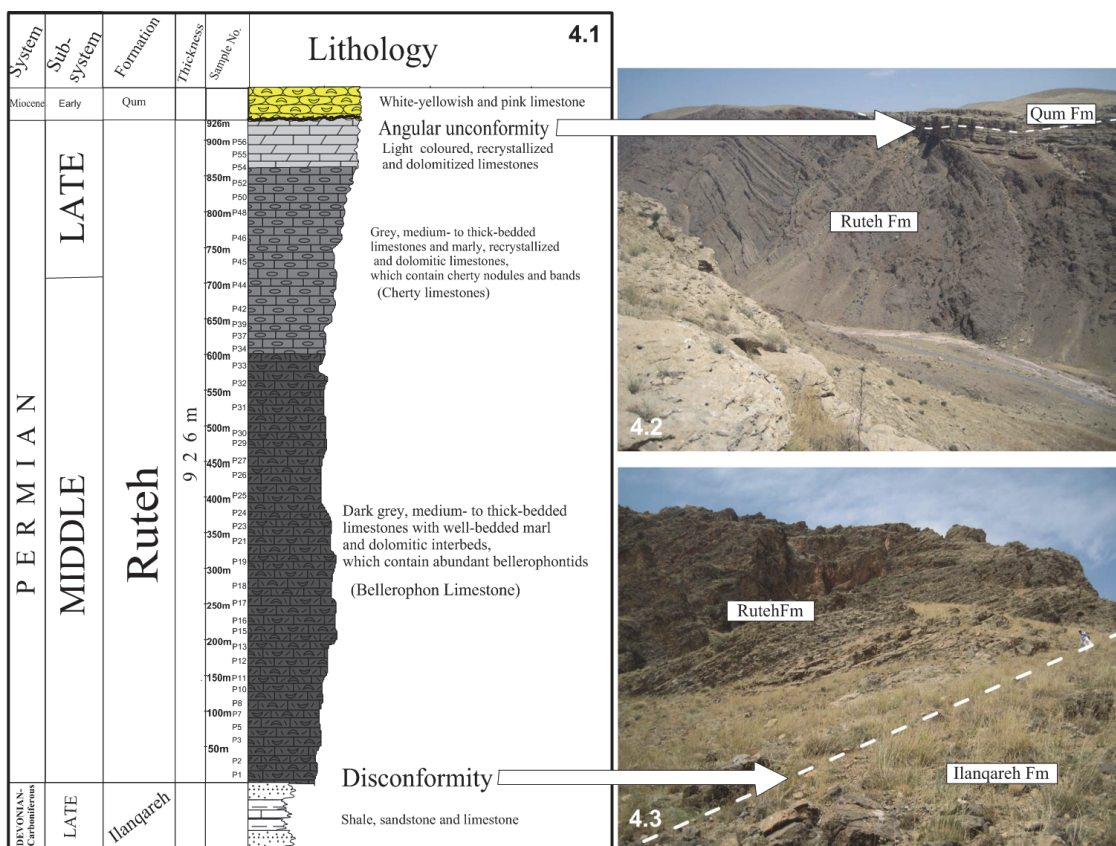 System
Sub-
system
Formation
Thickness
Sample No.
Lithology
4.1
Miocene
Early
Qum
White-yellowish and pink limestone
Angular unconformity
Light coloured, recrystallized
and dolomitized limestones
PERMIAN
LATE
MIDDLE
Ruteh
926 m
926m
900m
P56
P55
P54
850m
P52
P50
800m
P48
P46
750m
P45
700m
P44
P42
650m
P39
P37
P34
600m
P33
P32
550m
P31
500m
P30
P29
450m
P27
P26
P25
400m
P24
P23
350m
P21
P19
300m
P18
250m
P17
P16
P15
200m
P13
P12
150m
P11
P10
P8
100m
P7
P5
P3
50m
P2
P1
Grey, medium- to thick-bedded
limestones and marly, recrystallized
and dolomitic limestones,
which contain cherty nodules and bands
(Cherty limestones)
Dark grey, medium- to thick-bedded
limestones with well-bedded marl
and dolomitic interbeds,
which contain abundant bellerophontids
(Bellerophon Limestone)
Disconformity
DEVONIAN-
Carboniferous
LATE
Ilanqareh
Shale, sandstone and limestone
Qum Fm
Ruteh Fm
4.2
RutehFm
Ilanqareh Fm
4.3